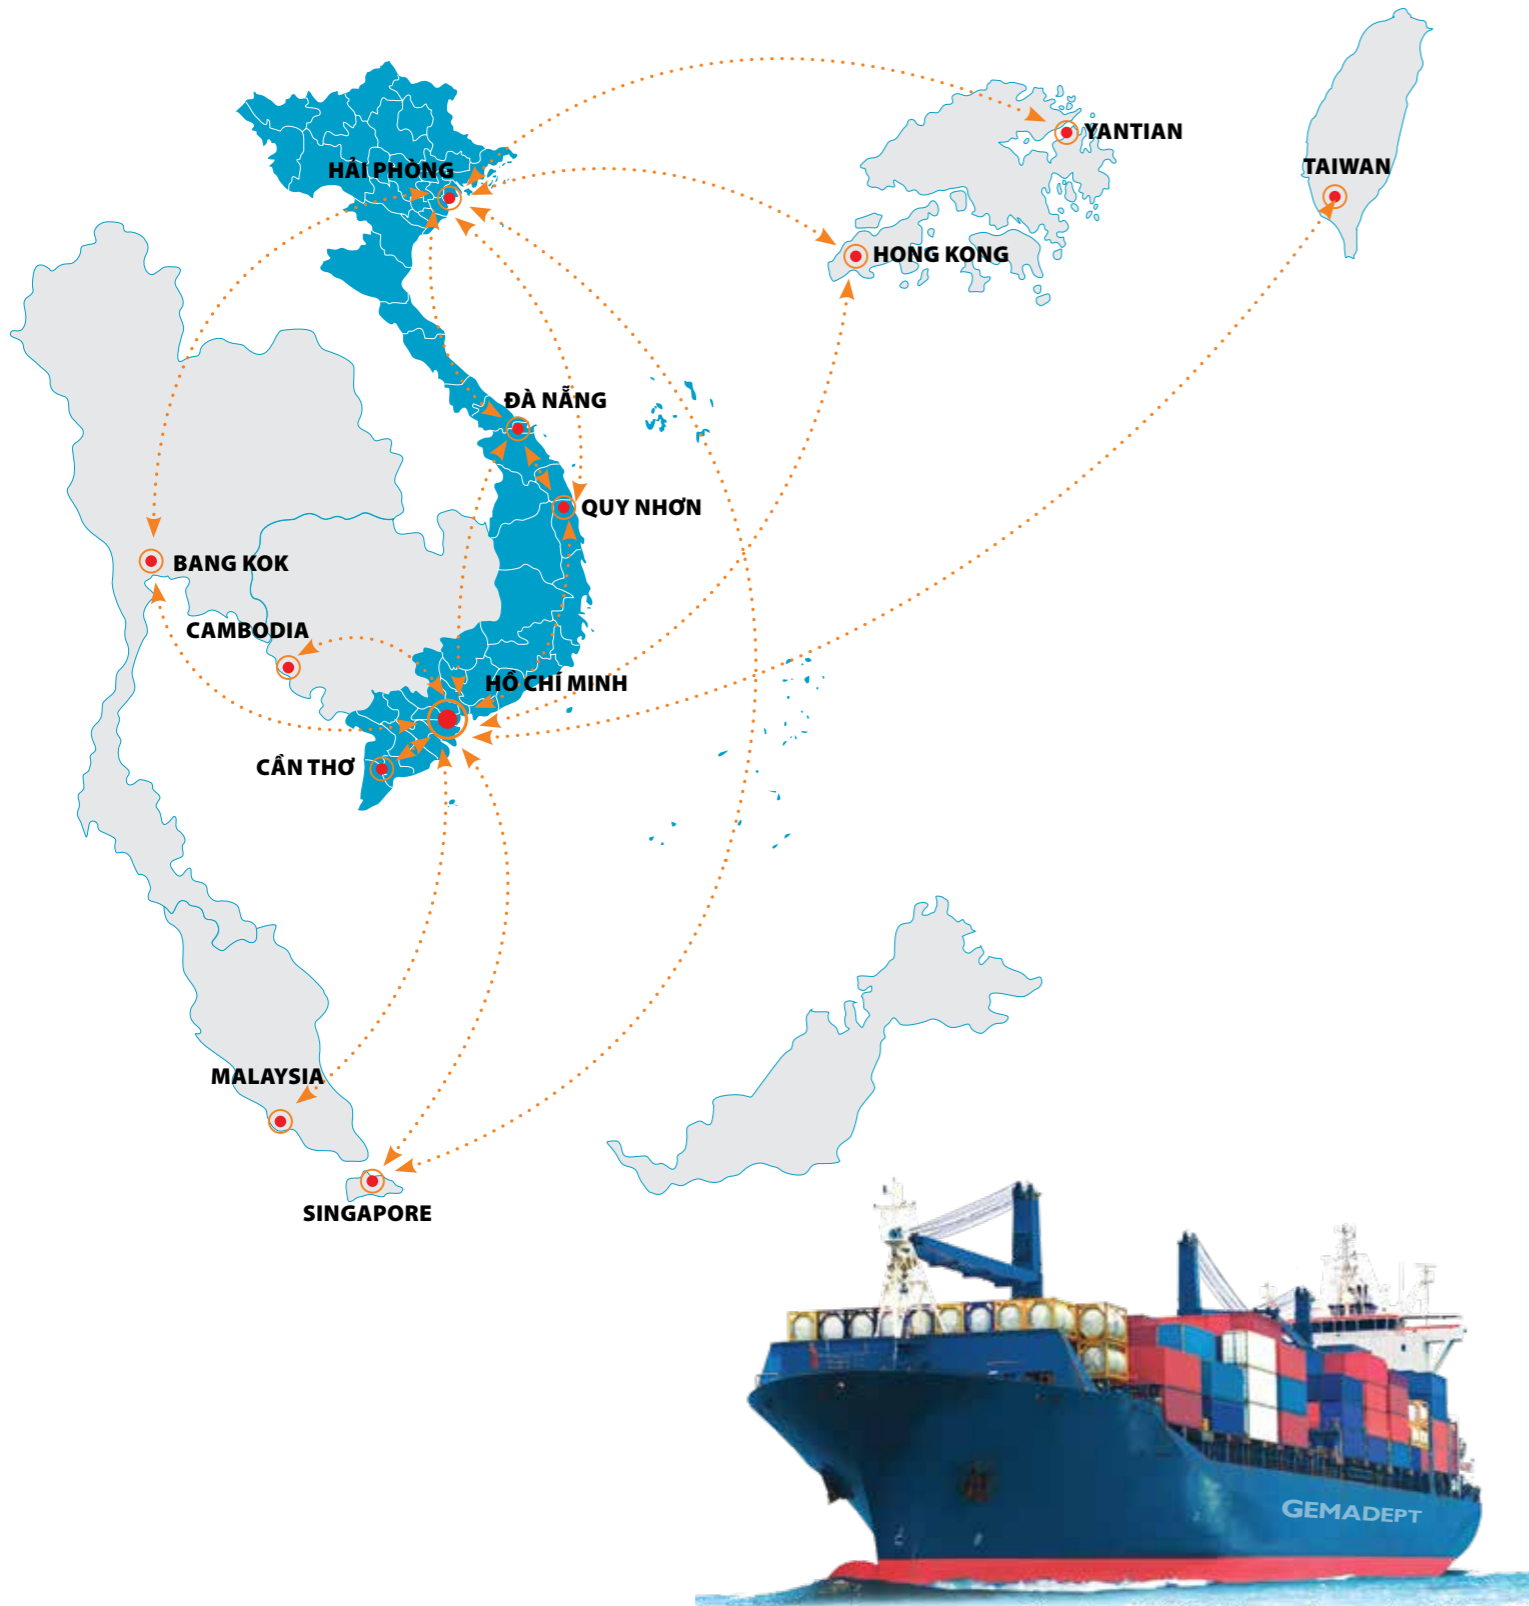 YANTIAN
TAIWAN
HẢI PHÒNG
HONG KONG
ĐÀ NẴNG
QUY NHƠN
BANG KOK
CAMBODIA
HỒ CHÍ MINH
CẦN THƠ
MALAYSIA
SINGAPORE
GEMADEPT